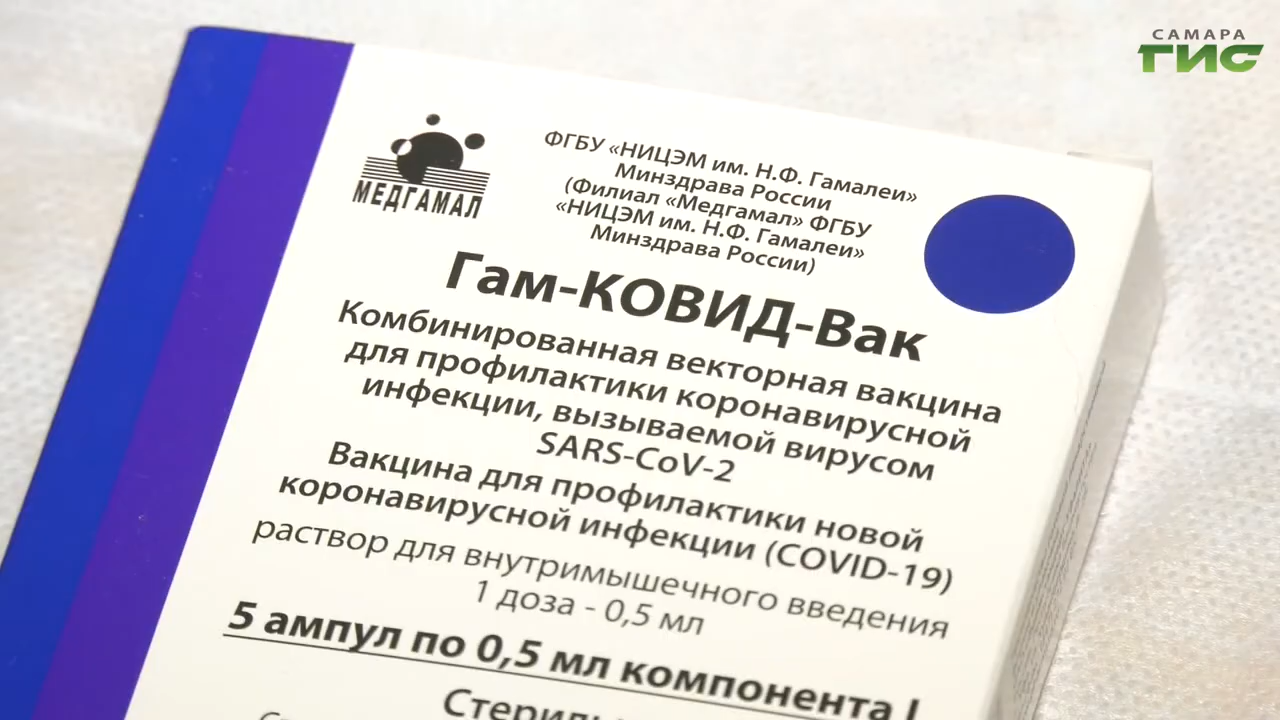 САМАРА
ГИС
МЕДГАМАЛ
ФГБУ «НИЦЭМ им. Н.Ф. Гамалеи»
Минздрава России
(Филиал «Медгамал» ФГБУ
«НИЦЭМ им. Н.Ф. Гамалеи»
Минздрава России)
Гам-КОВИД-Вак
Комбинированная векторная вакцина
для профилактики коронавирусной
инфекции, вызываемой вирусом
SARS-CoV-2
Вакцина для профилактики новой
коронавирусной инфекции (COVID-19)
раствор для внутримышечного введения
1 доза - 0,5 мл
5 ампул по 0,5 мл компонента I